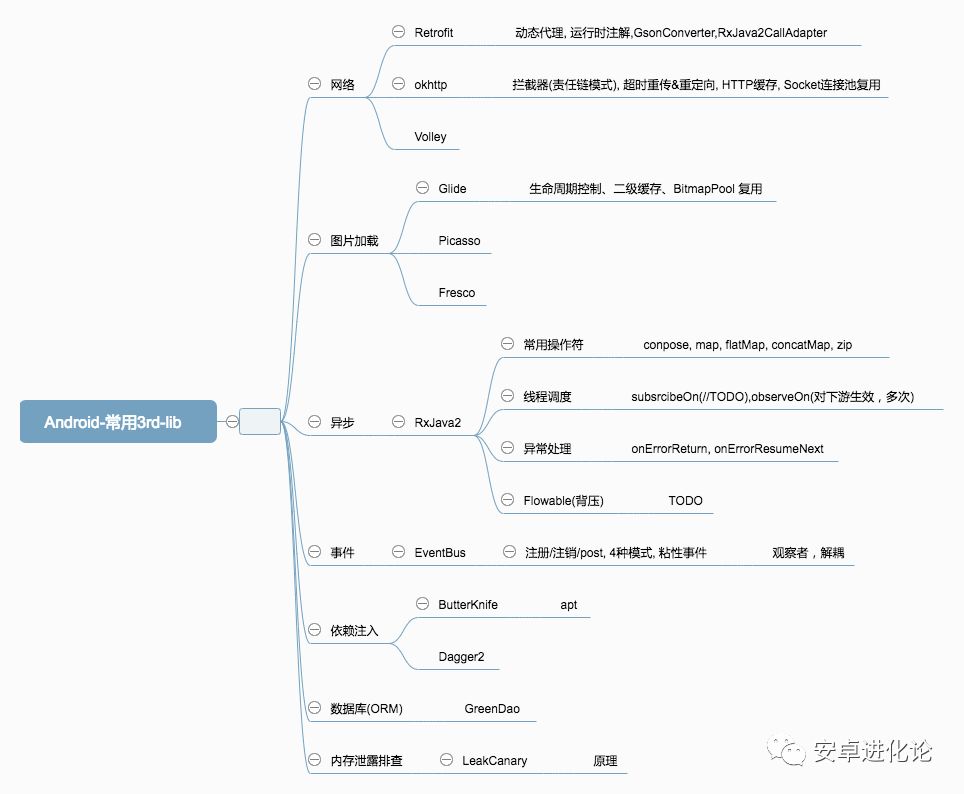 Retrofit 动态代理, 运行时注解,GsonConverter,RxJava2CallAdapter
网络
okhttp 拦截器(责任链模式), 超时重传&重定向, HTTP缓存, Socket连接池复用
Volley
Glide 生命周期控制、二级缓存、BitmapPool 复用
图片加载
Picasso
Fresco
常用操作符 conpose, map, flatMap, concatMap, zip
线程调度 subsrcibeOn(//TODO),observeOn(对下游生效，多次)
Android-常用3rd-lib
异步 RxJava2
异常处理 onErrorReturn, onErrorResumeNext
Flowable(背压) TODO
事件 EventBus 注册/注销/post, 4种模式, 粘性事件 观察者，解耦
ButterKnife apt
依赖注入
Dagger2
数据库(ORM) GreenDao
内存泄露排查 LeakCanary 原理
安卓进化论